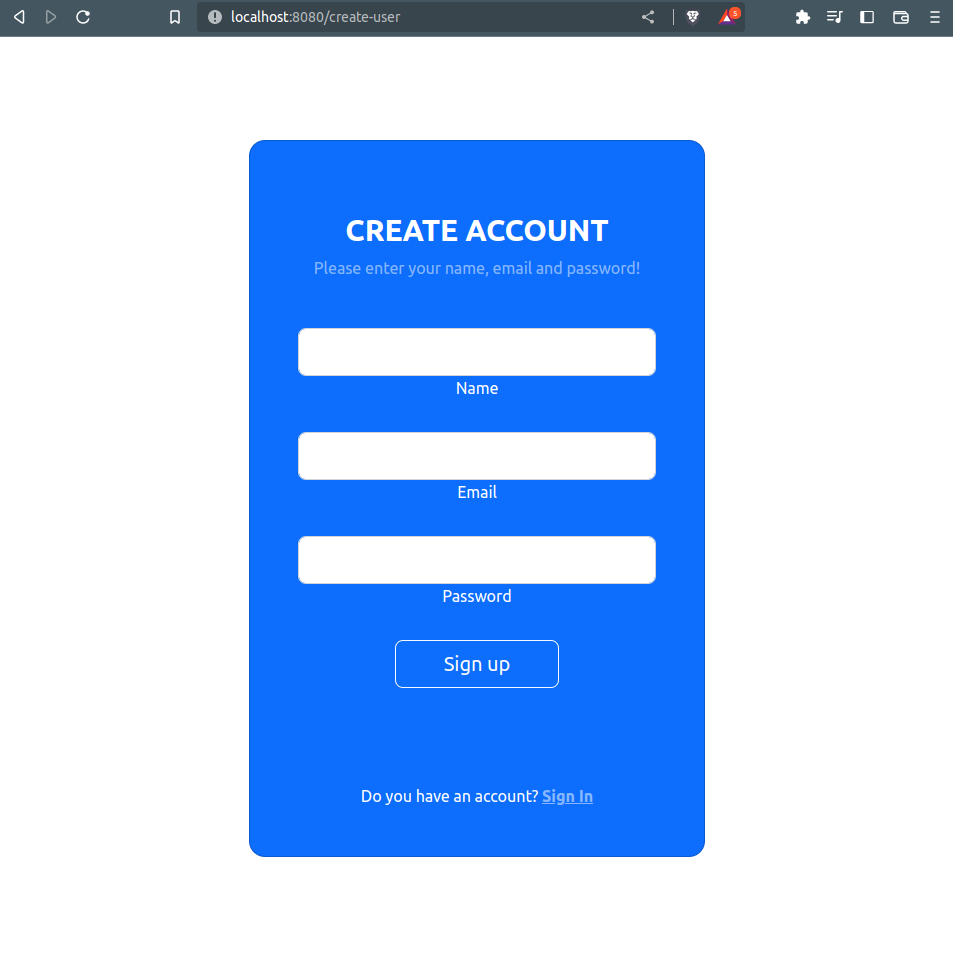 localhost:8080/create-user
5
CREATE ACCOUNT
Please enter your name, email and password!
Name
Email
Password
Sign up
Do you have an account? Sign In